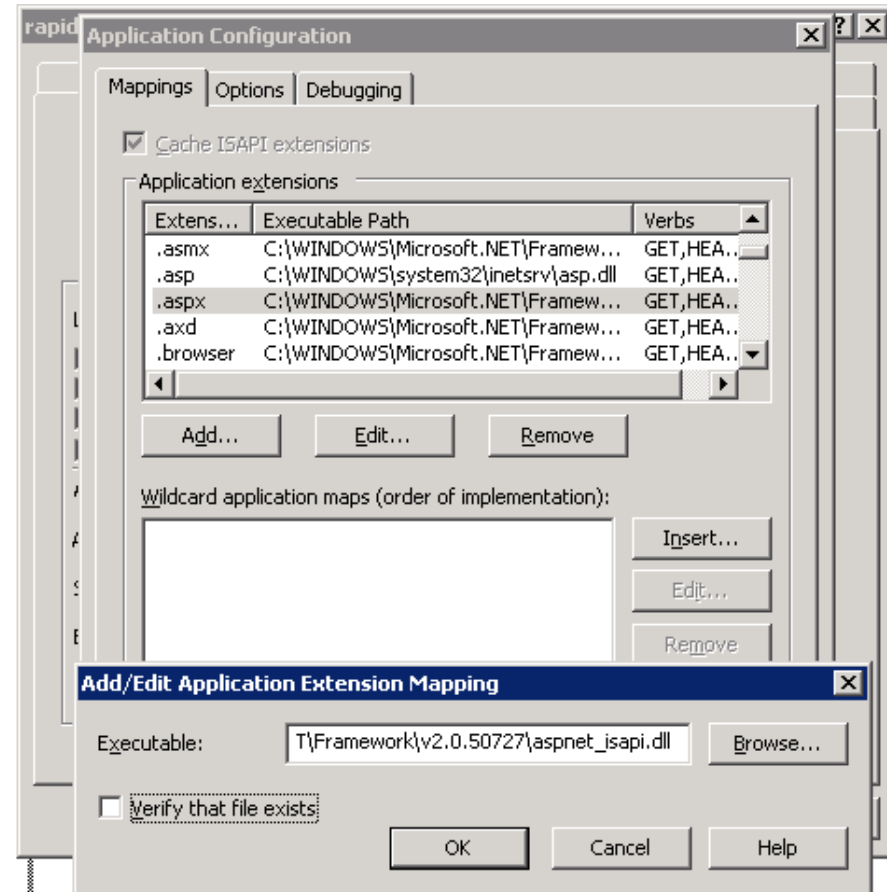 rapid
Application Configuration
Mappings Options Debugging
Cache ISAPI extensions
Application extensions
Extens... Executable Path Verbs
.asmx C:\WINDOWS\Microsoft.NET\Framew... GET,HEA..
.asp C:\WINDOWS\system32\inetsrv\asp.dll GET,HEA..
.aspx C:\WINDOWS\Microsoft.NET\Framew... GET,HEA..
.axd C:\WINDOWS\Microsoft.NET\Framew... GET,HEA..
.browser C:\WINDOWS\Microsoft.NET\Framew... GET,HEA..
Add... Edit... Remove
Wildcard application maps (order of implementation):
Insert...
Edit...
Remove
Add/Edit Application Extension Mapping
Executable: T\Framework\v2.0.50727\aspnet_isapi.dll Browse...
Verify that file exists
OK Cancel Help